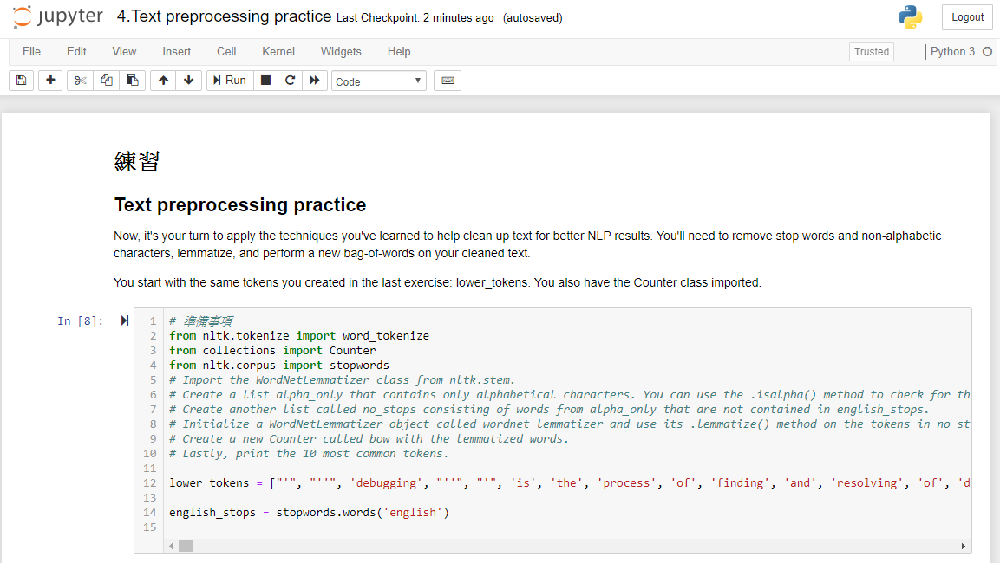 jupyter 4.Text preprocessing practice Last Checkpoint: 2 minutes ago (autosaved)
Logout
File Edit View Insert Cell Kernel Widgets Help
Trusted
Python 3
Run
Code
練習
Text preprocessing practice
Now, it's your turn to apply the techniques you've learned to help clean up text for better NLP results. You'll need to remove stop words and non-alphabetic
characters, lemmatize, and perform a new bag-of-words on your cleaned text.
You start with the same tokens you created in the last exercise: lower_tokens. You also have the Counter class imported.
In [8]:
1 # 準備事項
2 from nltk.tokenize import word_tokenize
3 from collections import Counter
4 from nltk.corpus import stopwords
5 # Import the WordNetLemmatizer class from nltk.stem.
6 # Create a list alpha_only that contains only alphabetical characters. You can use the .isalpha() method to check for th
7 # Create another list called no_stops consisting of words from alpha_only that are not contained in english_stops.
8 # Initialize a WordNetLemmatizer object called wordnet_lemmatizer and use its .lemmatize() method on the tokens in no_st
9 # Create a new Counter called bow with the lemmatized words.
10 # Lastly, print the 10 most common tokens.
11
12 lower_tokens = ["'", "''", 'debugging', "''", "'", 'is', 'the', 'process', 'of', 'finding', 'and', 'resolving', 'of', 'd
13
14 english_stops = stopwords.words('english')
15